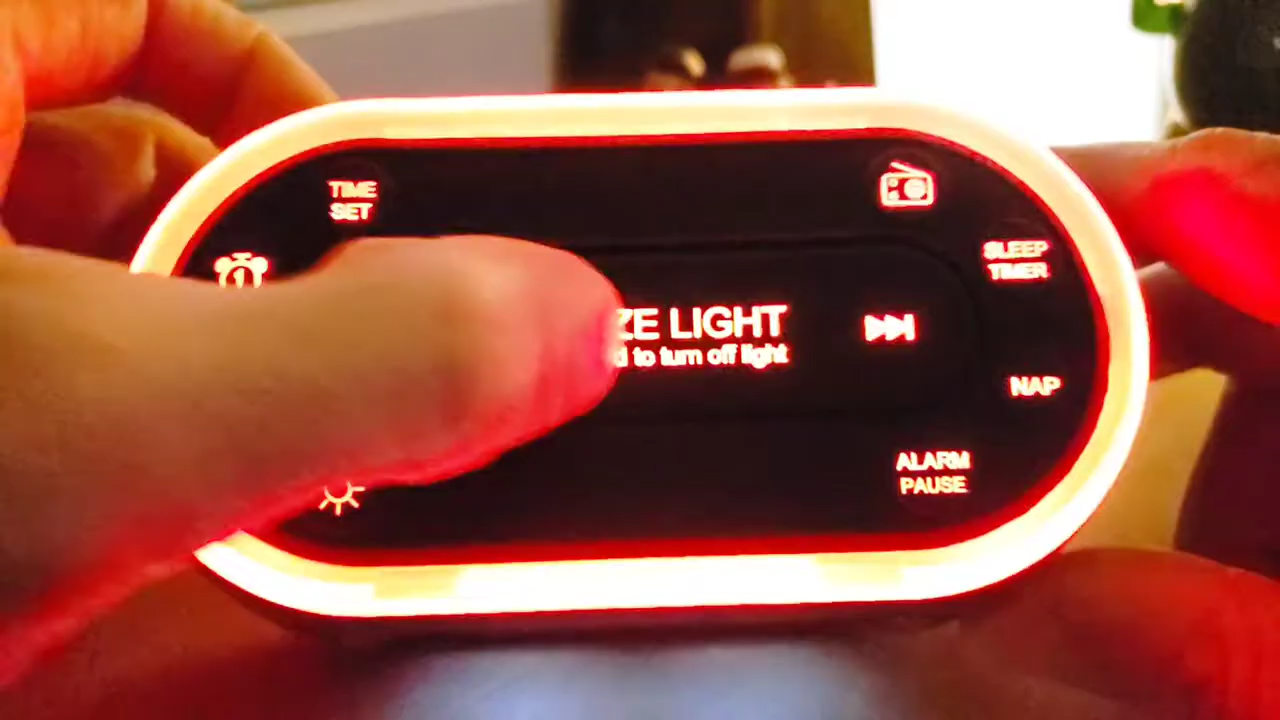 TIME
SET
SLEEP
TIMER
ZE LIGHT
d to turn off light
NAP
ALARM
PAUSE